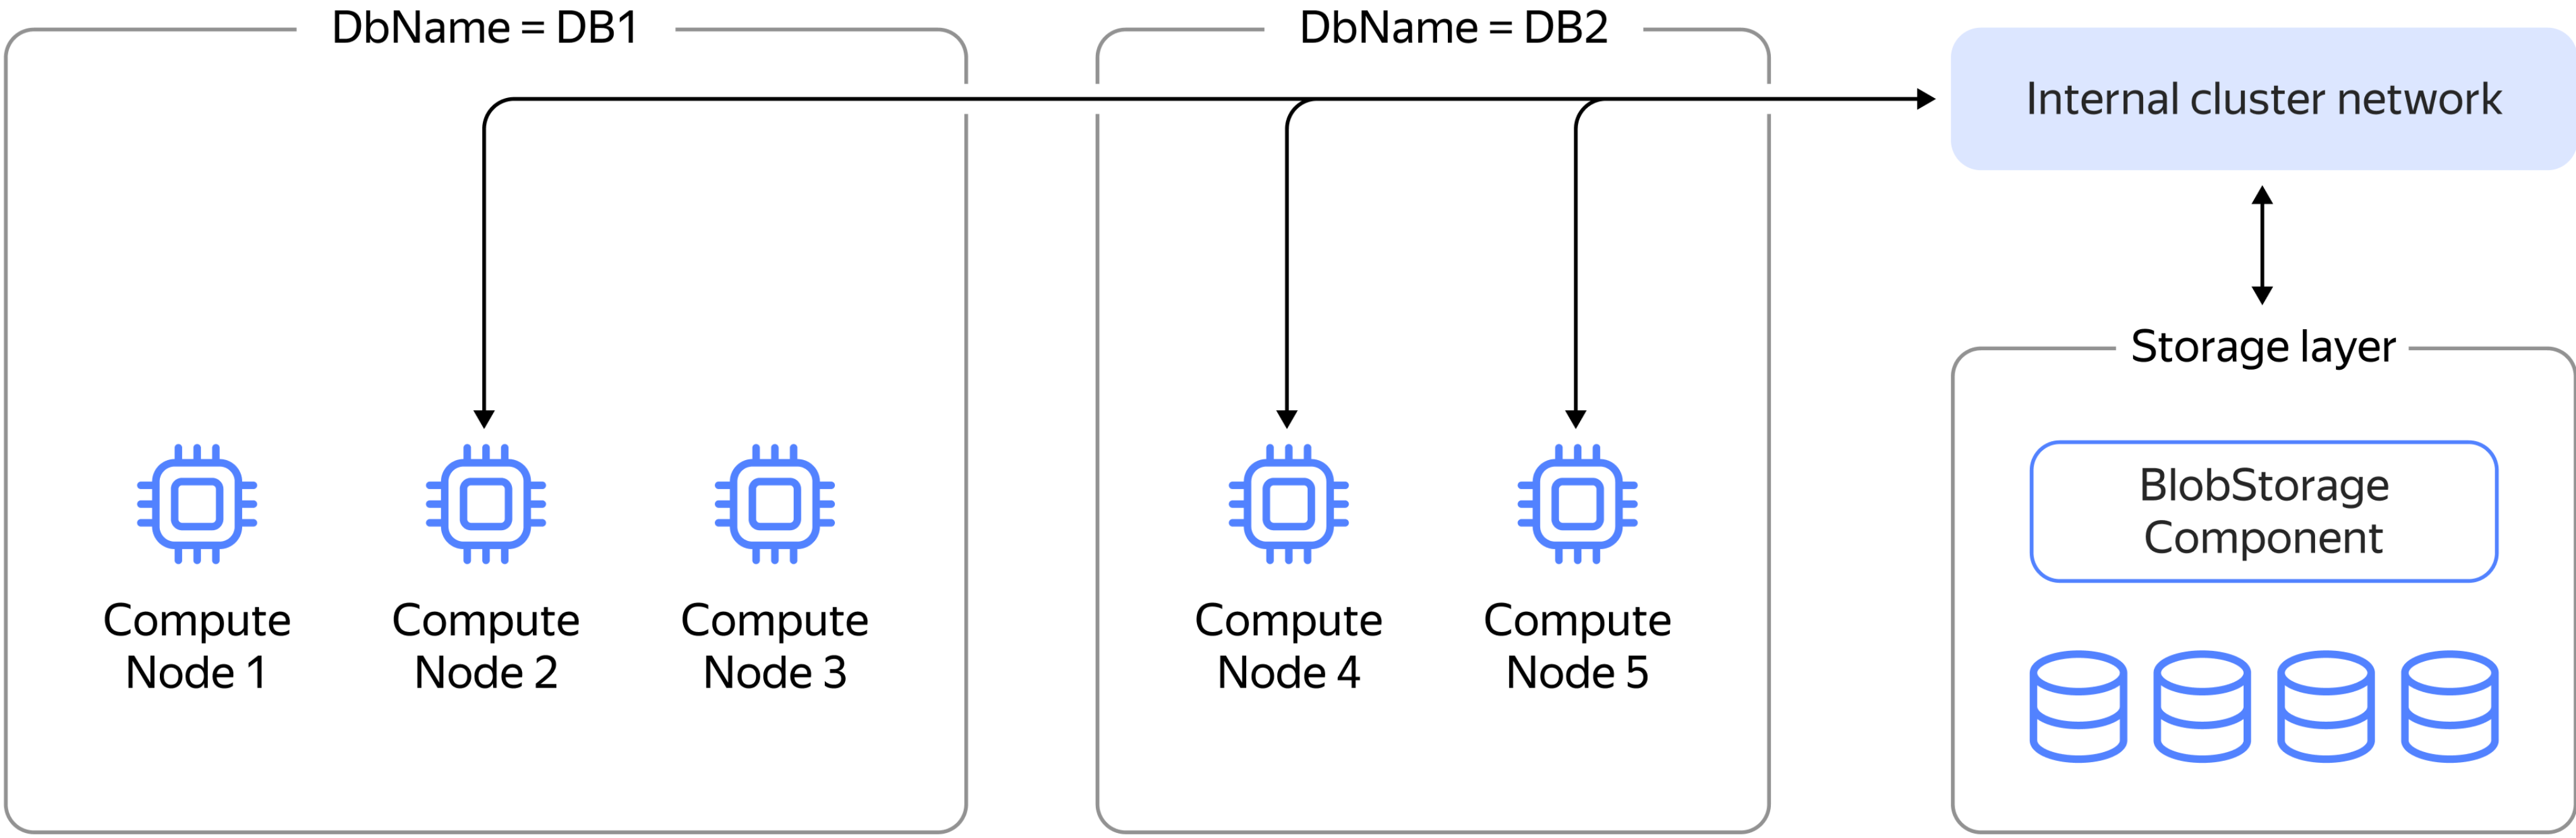 DbName = DB1
DbName = DB2
Internal cluster network
Storage layer
BlobStorage
Component
Compute
Node 1
Compute
Node 2
Compute
Node 3
Compute
Node 4
Compute
Node 5